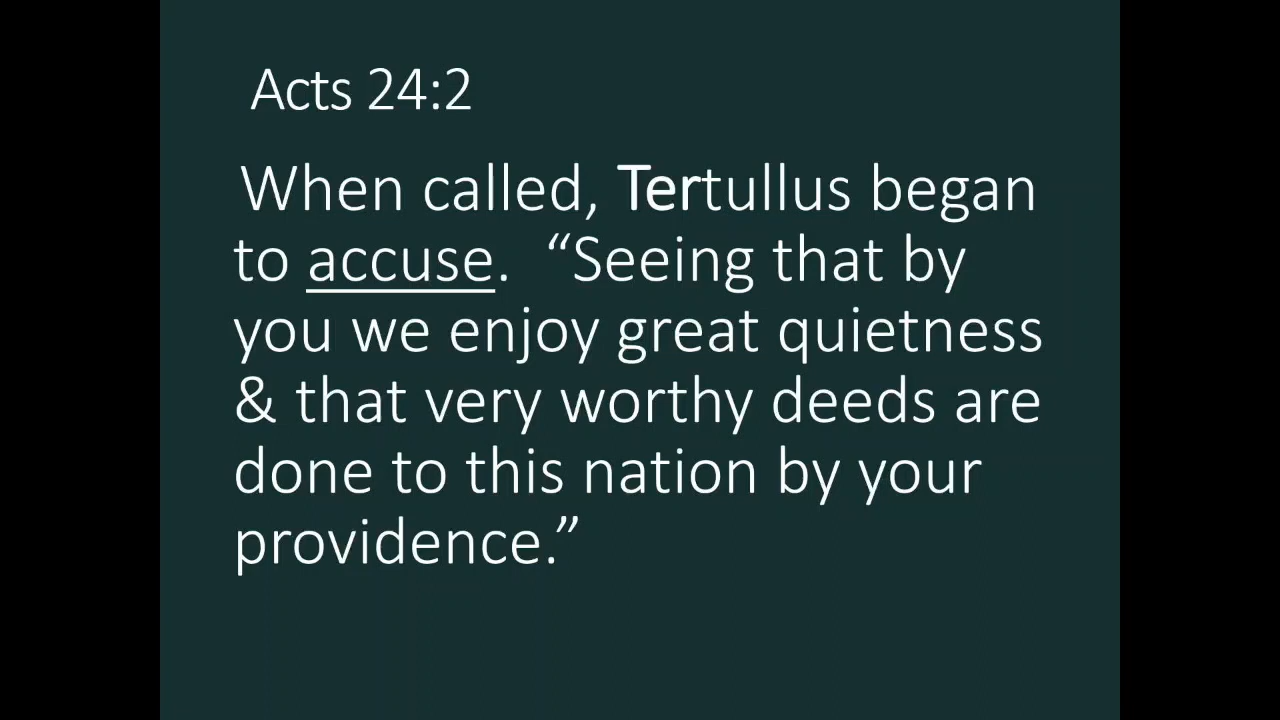 Acts 24:2
When called, Tertullus began
to accuse. “Seeing that by
you we enjoy great quietness
& that very worthy deeds are
done to this nation by your
providence.”